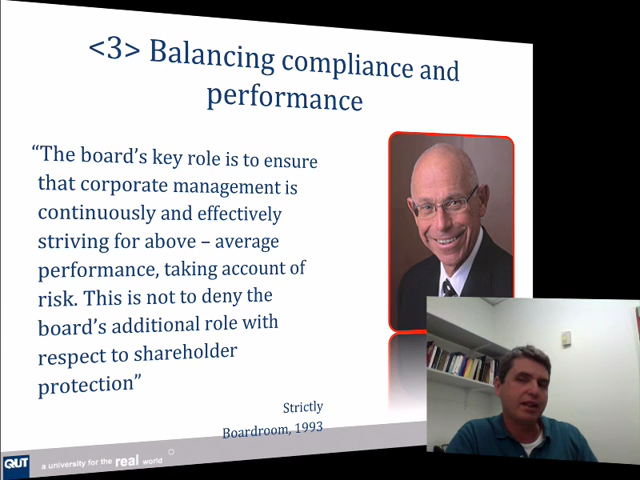 <3> Balancing compliance and
performance
“The board’s key role is to ensure
that corporate management is
continuously and effectively
striving for above – average
performance, taking account of
risk. This is not to deny the
board’s additional role with
respect to shareholder
protection”
Strictly
Boardroom, 1993
QUT
a university for the real world